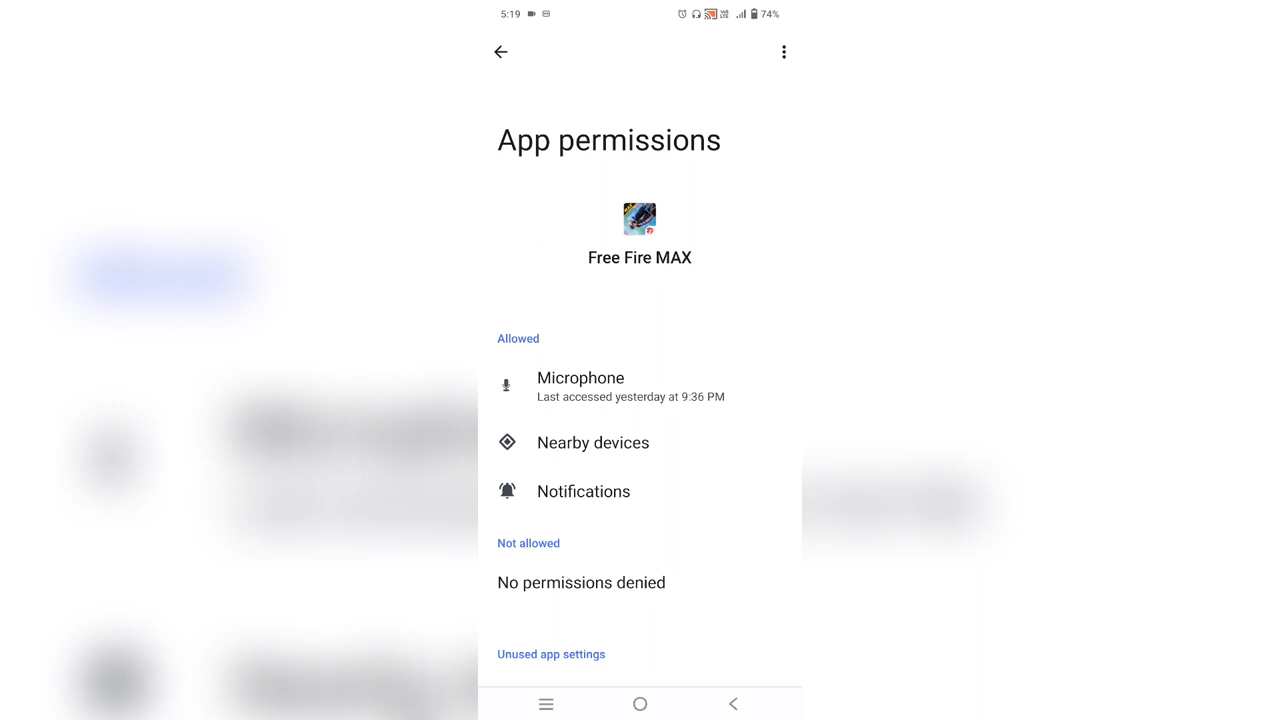 5:19
74%
App permissions
Free Fire MAX
Allowed
Microphone
Last accessed yesterday at 9:36 PM
Nearby devices
Notifications
Not allowed
No permissions denied
Unused app settings